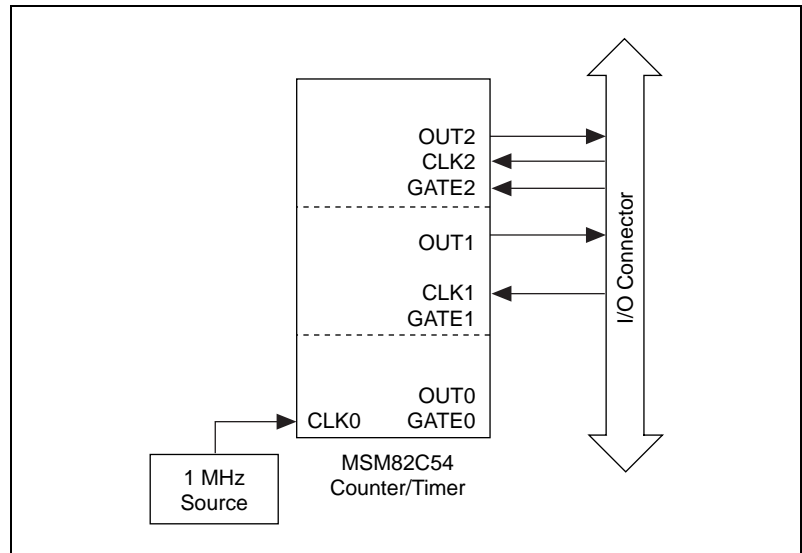 OUT2
CLK2
GATE2
OUT1
CLK1
GATE1
OUT0
CLK0 GATE0
MSM82C54
Counter/Timer
1 MHz
Source
I/O Connector